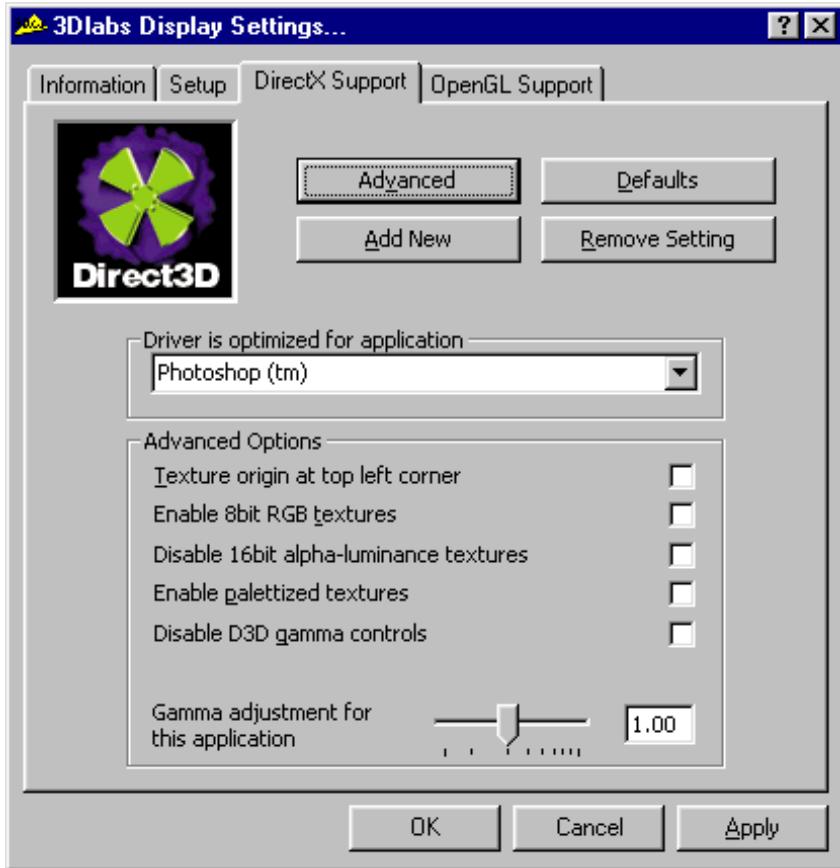 3Dlabs Display Settings...
Information Setup DirectX Support OpenGL Support
Direct3D
Advanced Defaults
Add New Remove Setting
Driver is optimized for application
Photoshop (tm)
Advanced Options
Texture origin at top left corner
Enable 8bit RGB textures
Disable 16bit alpha-luminance textures
Enable palettized textures
Disable D3D gamma controls
Gamma adjustment for
this application
1.00
OK Cancel Apply